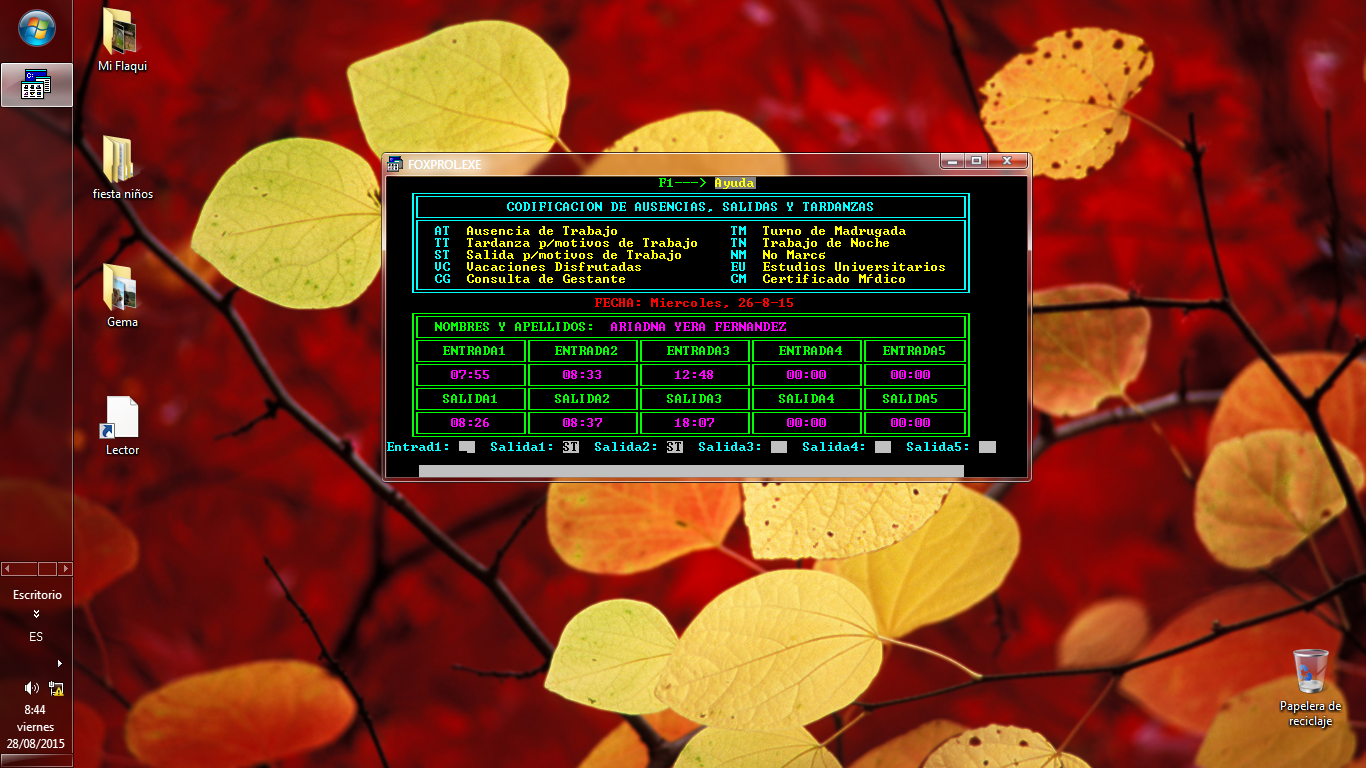 Mi Flaqui
fiesta niños
Gema
Lector
FOXPROL.EXE
F1---> Ayuda
CODIFICACION DE AUSENCIAS, SALIDAS Y TARDANZAS
AT Ausencia de Trabajo TM Turno de Madrugada
TT Tardanza p/motivos de Trabajo TN Trabajo de Noche
ST Salida p/motivos de Trabajo NM No Marcó
VC Vacaciones Disfrutadas EU Estudios Universitarios
CG Consulta de Gestante CM Certificado Mŕdico
FECHA: Miercoles, 26-8-15
NOMBRES Y APELLIDOS: ARIADNA YERA FERNANDEZ
ENTRADA1 ENTRADA2 ENTRADA3 ENTRADA4 ENTRADA5
07:55 08:33 12:48 00:00 00:00
SALIDA1 SALIDA2 SALIDA3 SALIDA4 SALIDA5
08:26 08:37 18:07 00:00 00:00
Entrad1: Salida1: ST Salida2: ST Salida3: Salida4: Salida5:
Escritorio
ES
8:44
viernes
28/08/2015
Papelera de
reciclaje